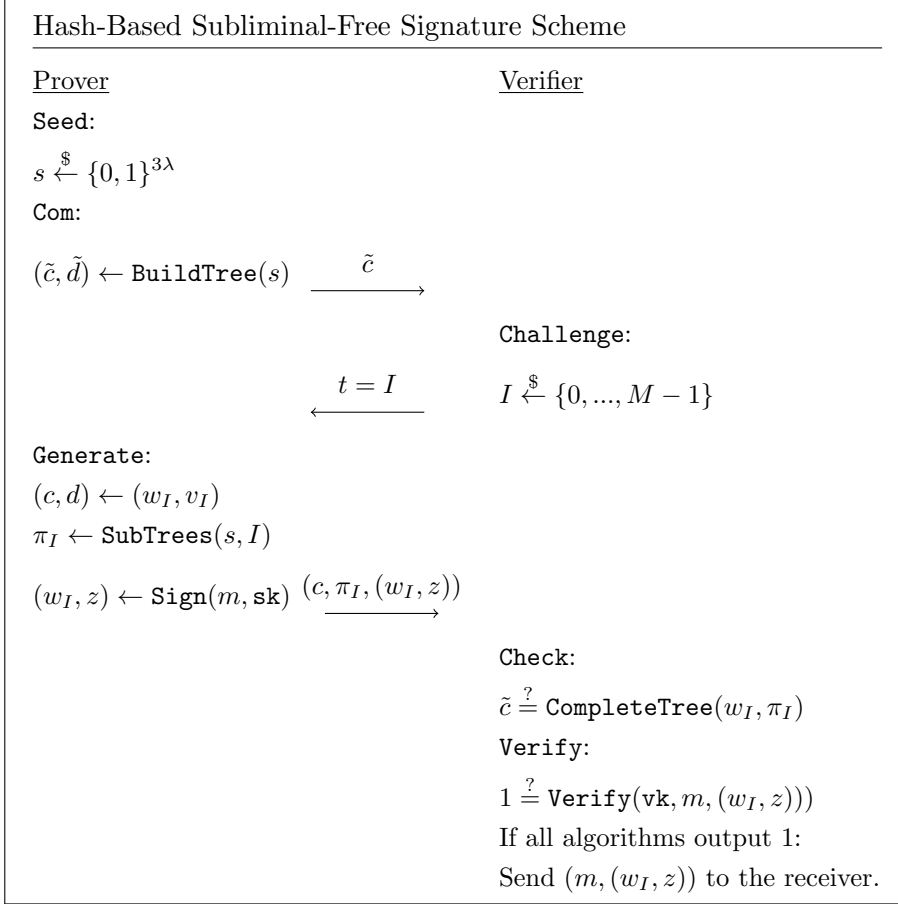 Hash-Based Subliminal-Free Signature Scheme
Prover Verifier
Seed:
s $← {0, 1}^{3λ}
Com:
(c̃, d̃) ← BuildTree(s) c̃
Challenge:
t = I I $← {0, ..., M − 1}
Generate:
(c, d) ← (w_I, v_I)
π_I ← SubTrees(s, I)
(w_I, z) ← Sign(m, sk) (c, π_I, (w_I, z))
Check:
c̃ ?= CompleteTree(w_I, π_I)
Verify:
1 ?= Verify(vk, m, (w_I, z)))
If all algorithms output 1:
Send (m, (w_I, z)) to the receiver.